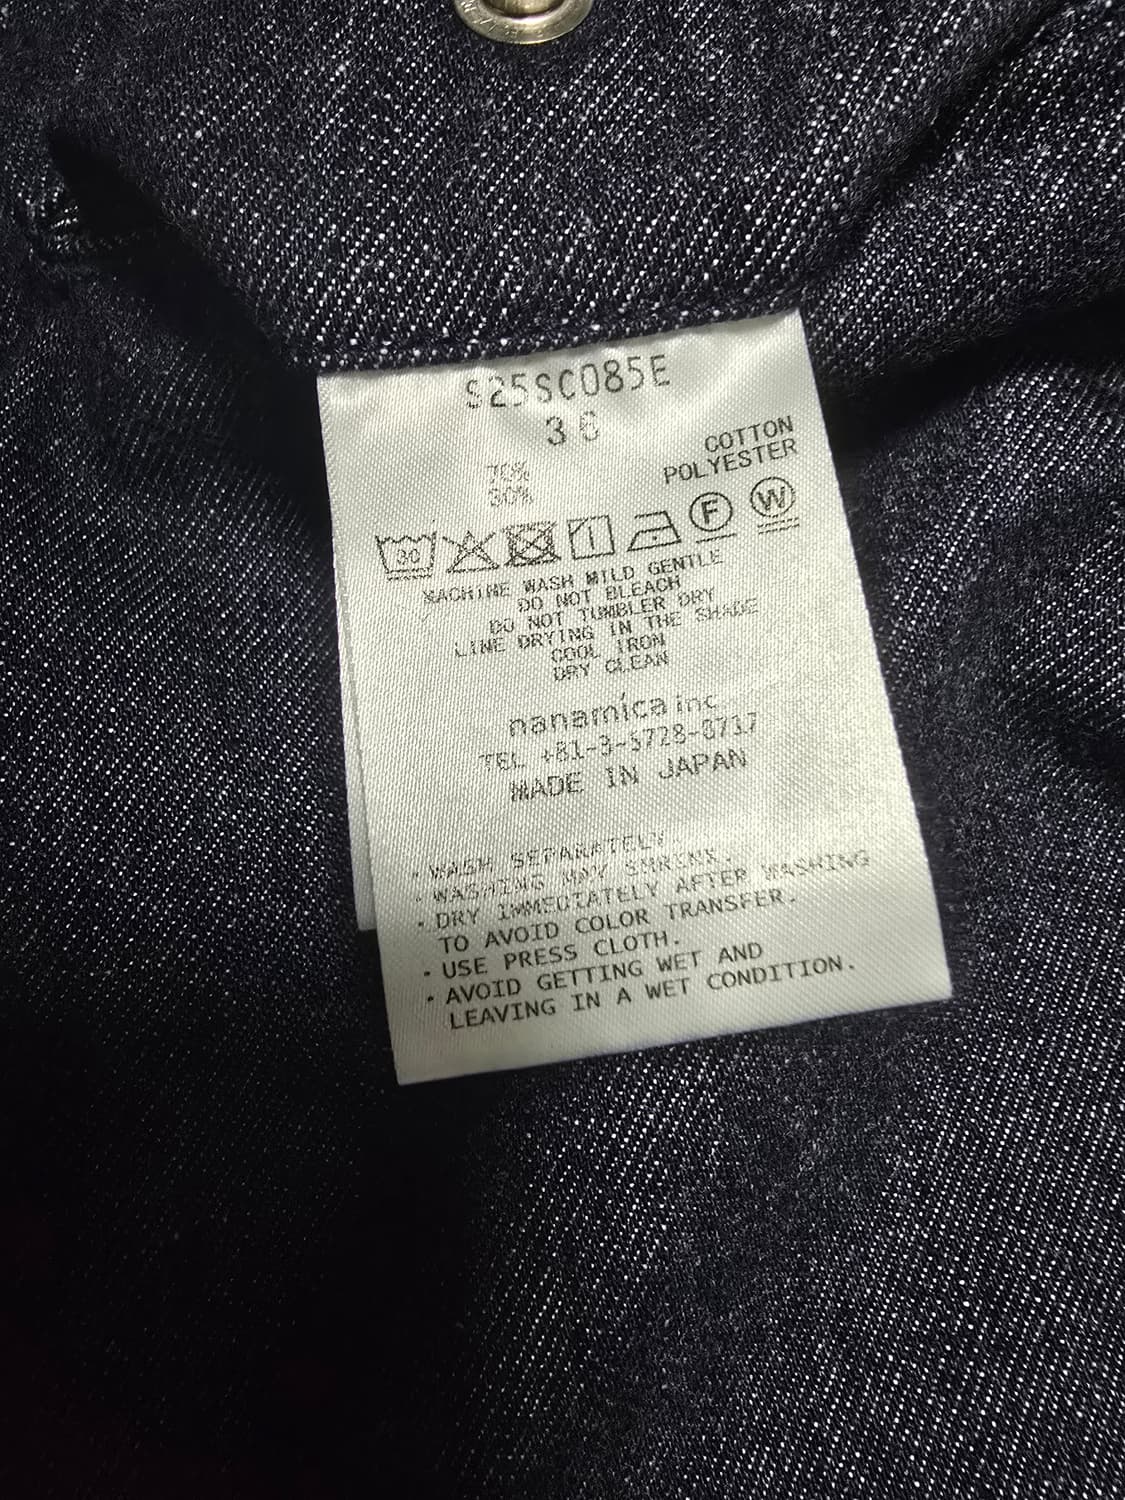 S25SC085E
36
COTTON
POLYESTER
70%
30%
30
F
W
MACHINE WASH MILD GENTLE
DO NOT BLEACH
DO NOT TUMBLER DRY
LINE DRYING IN THE SHADE
COOL IRON
DRY CLEAN
nanamica inc
TEL +81-3-5728-8717
MADE IN JAPAN
· WASH SEPARATELY.
· WASHING MAY SHRINK.
· DRY IMMEDIATELY AFTER WASHING
TO AVOID COLOR TRANSFER.
· USE PRESS CLOTH.
· AVOID GETTING WET AND
LEAVING IN A WET CONDITION.